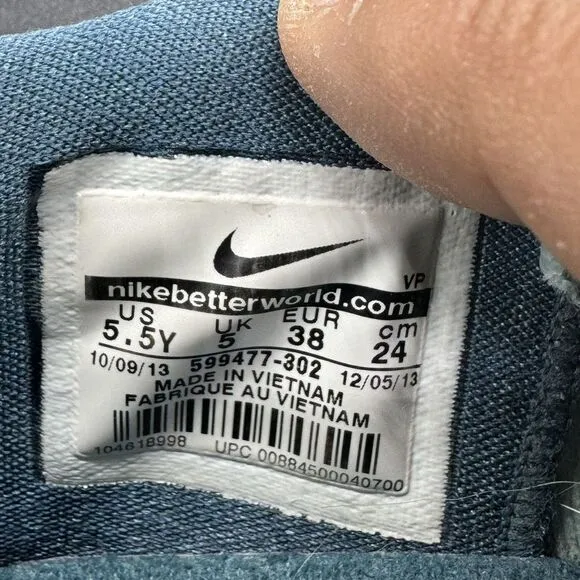 VP
nikebetterworld.com
US UK EUR cm
5.5Y 5 38 24
10/09/13 599477-302 12/05/13
MADE IN VIETNAM
FABRIQUE AU VIETNAM
104618998 UPC 00884500040700